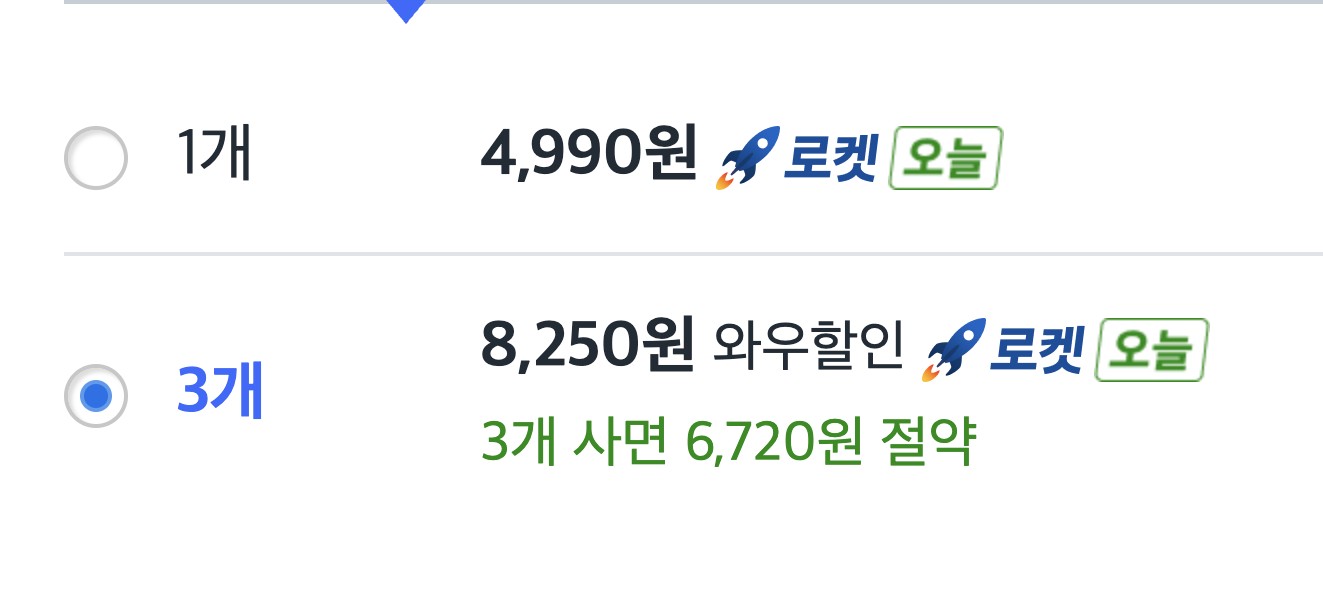 1개 4,990원 로켓 오늘
3개 8,250원 와우할인 로켓 오늘
3개 사면 6,720원 절약